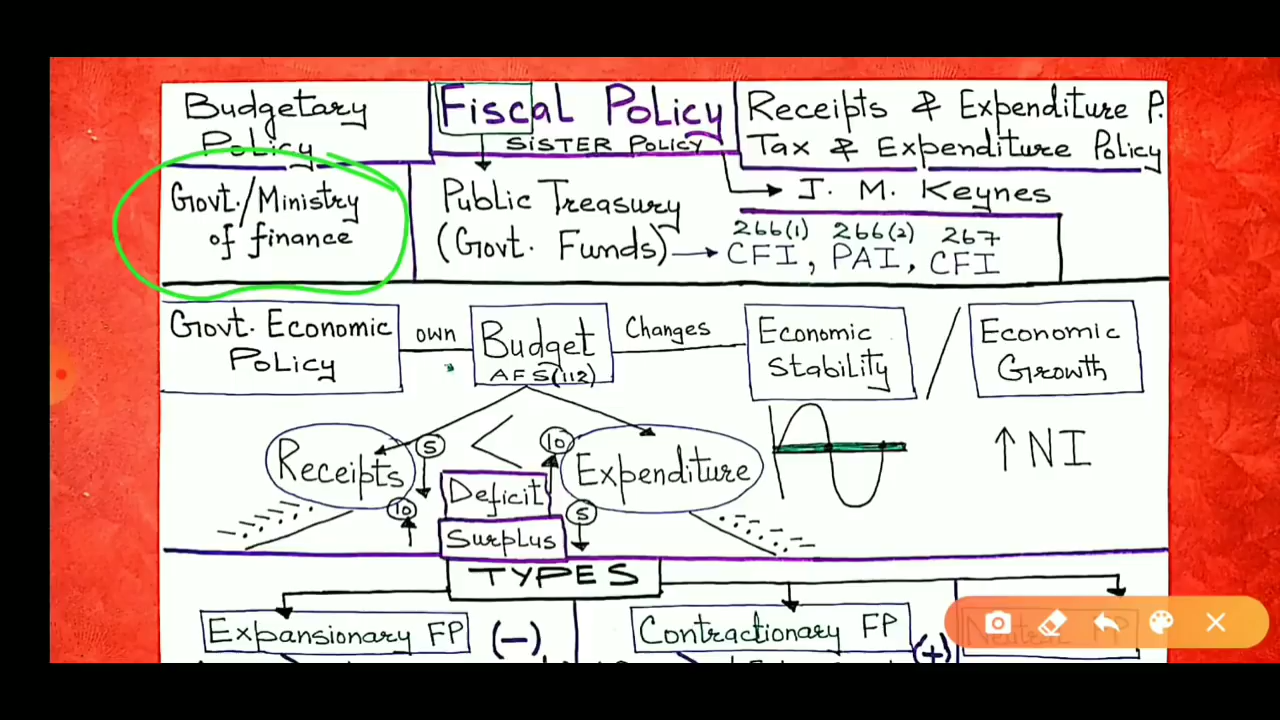 Budgetary Policy
Fiscal Policy
SISTER POLICY
Receipts & Expenditure P.
Tax & Expenditure Policy
Govt./Ministry
of finance
Public Treasury
(Govt. Funds)
J. M. Keynes
266(1) 266(2) 267
CFI, PAI, CFI
Govt. Economic
Policy
own
Budget
AFS(112)
Changes
Economic
Stability
Economic
Growth
Receipts
5
<
10
Expenditure
↑ NI
Deficit
10
5
Surplus
TYPES
Expansionary FP
(-)
Contractionary FP
(+)
Neutral FP